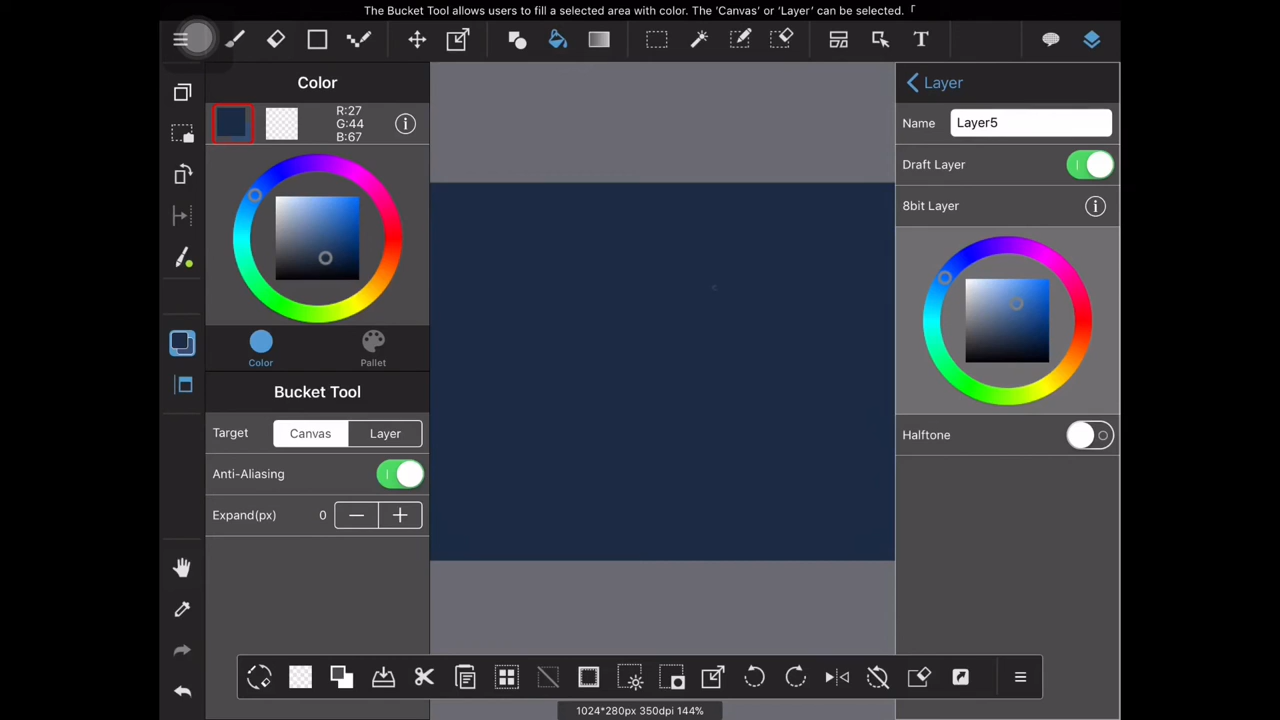 The Bucket Tool allows users to fill a selected area with color. The ‘Canvas’ or ‘Layer’ can be selected.「
T
Color
R:27
G:44
B:67
Color
Pallet
Bucket Tool
Target
Canvas
Layer
Anti-Aliasing
Expand(px)
0
Layer
Name
Layer5
Draft Layer
8bit Layer
Halftone
1024*280px 350dpi 144%